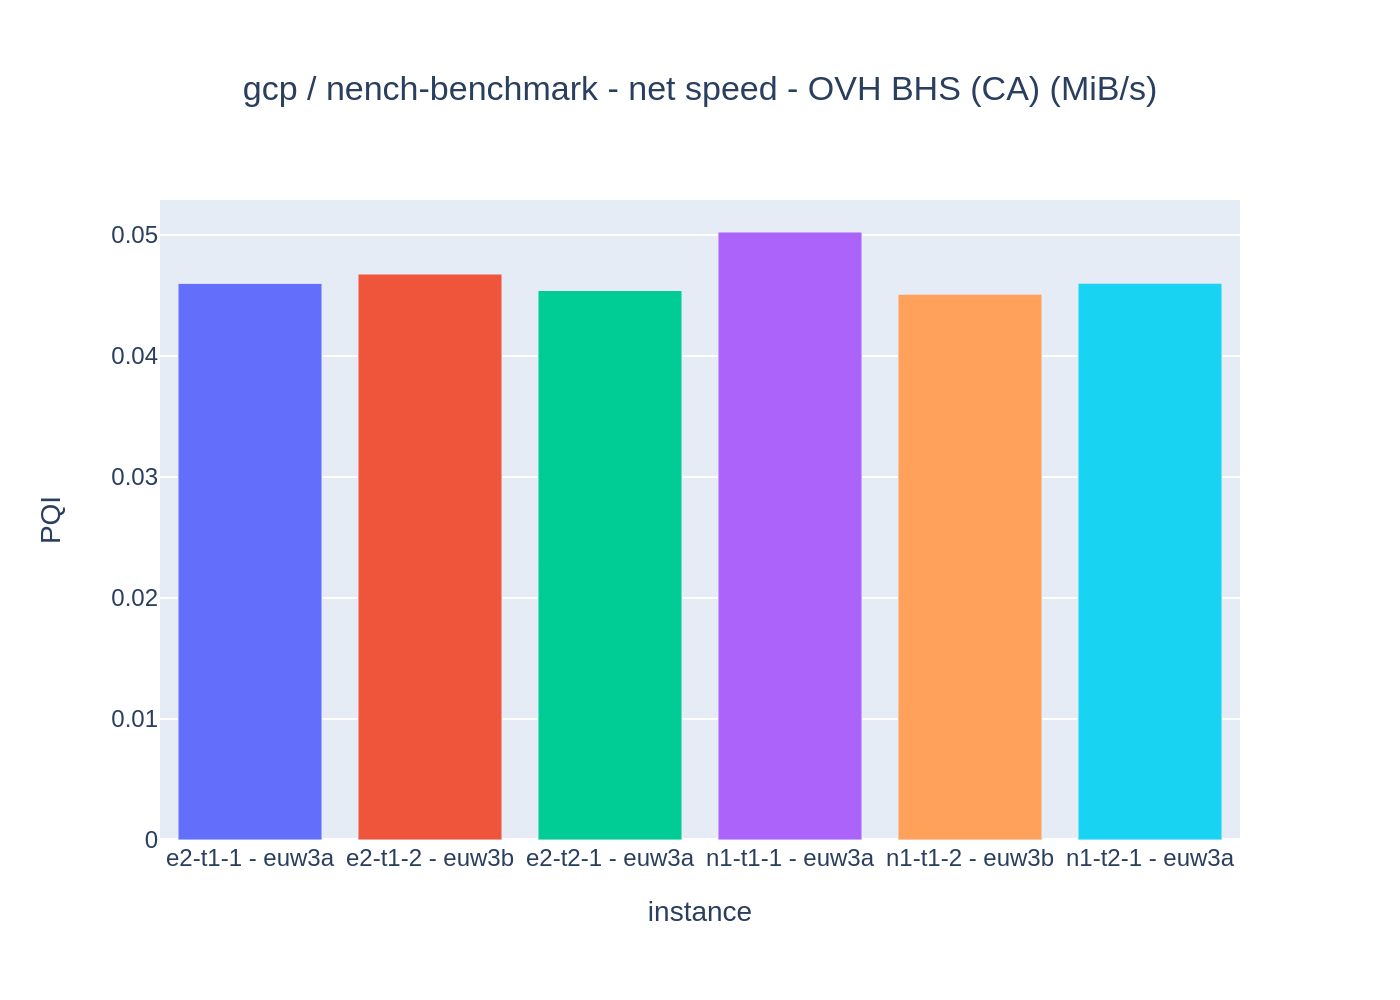 gcp / nench-benchmark - net speed - OVH BHS (CA) (MiB/s)
PQI
0.05
0.04
0.03
0.02
0.01
0
e2-t1-1 - euw3a e2-t1-2 - euw3b e2-t2-1 - euw3a n1-t1-1 - euw3a n1-t1-2 - euw3b n1-t2-1 - euw3a
instance